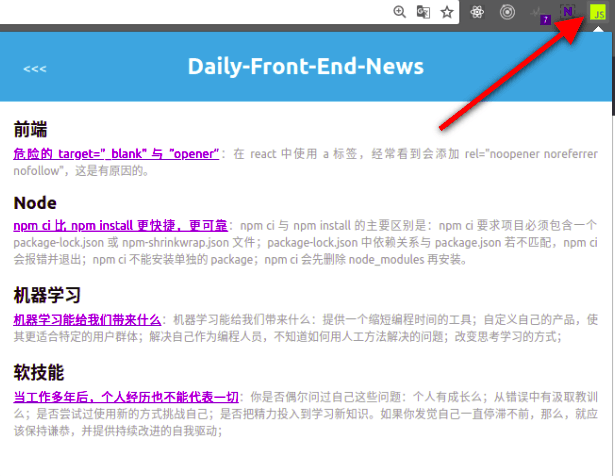 7
N
JS
<<<
Daily-Front-End-News
前端
危险的 target="_blank" 与 "opener"：在 react 中使用 a 标签，经常看到会添加 rel="noopener noreferrer
nofollow"，这是有原因的。
Node
npm ci 比 npm install 更快捷，更可靠：npm ci 与 npm install 的主要区别是：npm ci 要求项目必须包含一个
package-lock.json 或 npm-shrinkwrap.json 文件；package-lock.json 中依赖关系与 package.json 若不匹配，npm ci
会报错并退出；npm ci 不能安装单独的 package；npm ci 会先删除 node_modules 再安装。
机器学习
机器学习能给我们带来什么：机器学习能给我们带来什么：提供一个缩短编程时间的工具；自定义自己的产品，使
其更适合特定的用户群体；解决自己作为编程人员，不知道如何用人工方法解决的问题；改变思考学习的方式；
软技能
当工作多年后，个人经历也不能代表一切：你是否偶尔问过自己这些问题：个人有成长么；从错误中有汲取教训
么；是否尝试过使用新的方式挑战自己；是否把精力投入到学习新知识。如果你发觉自己一直停滞不前，那么，就应
该保持谦恭，并提供持续改进的自我驱动；